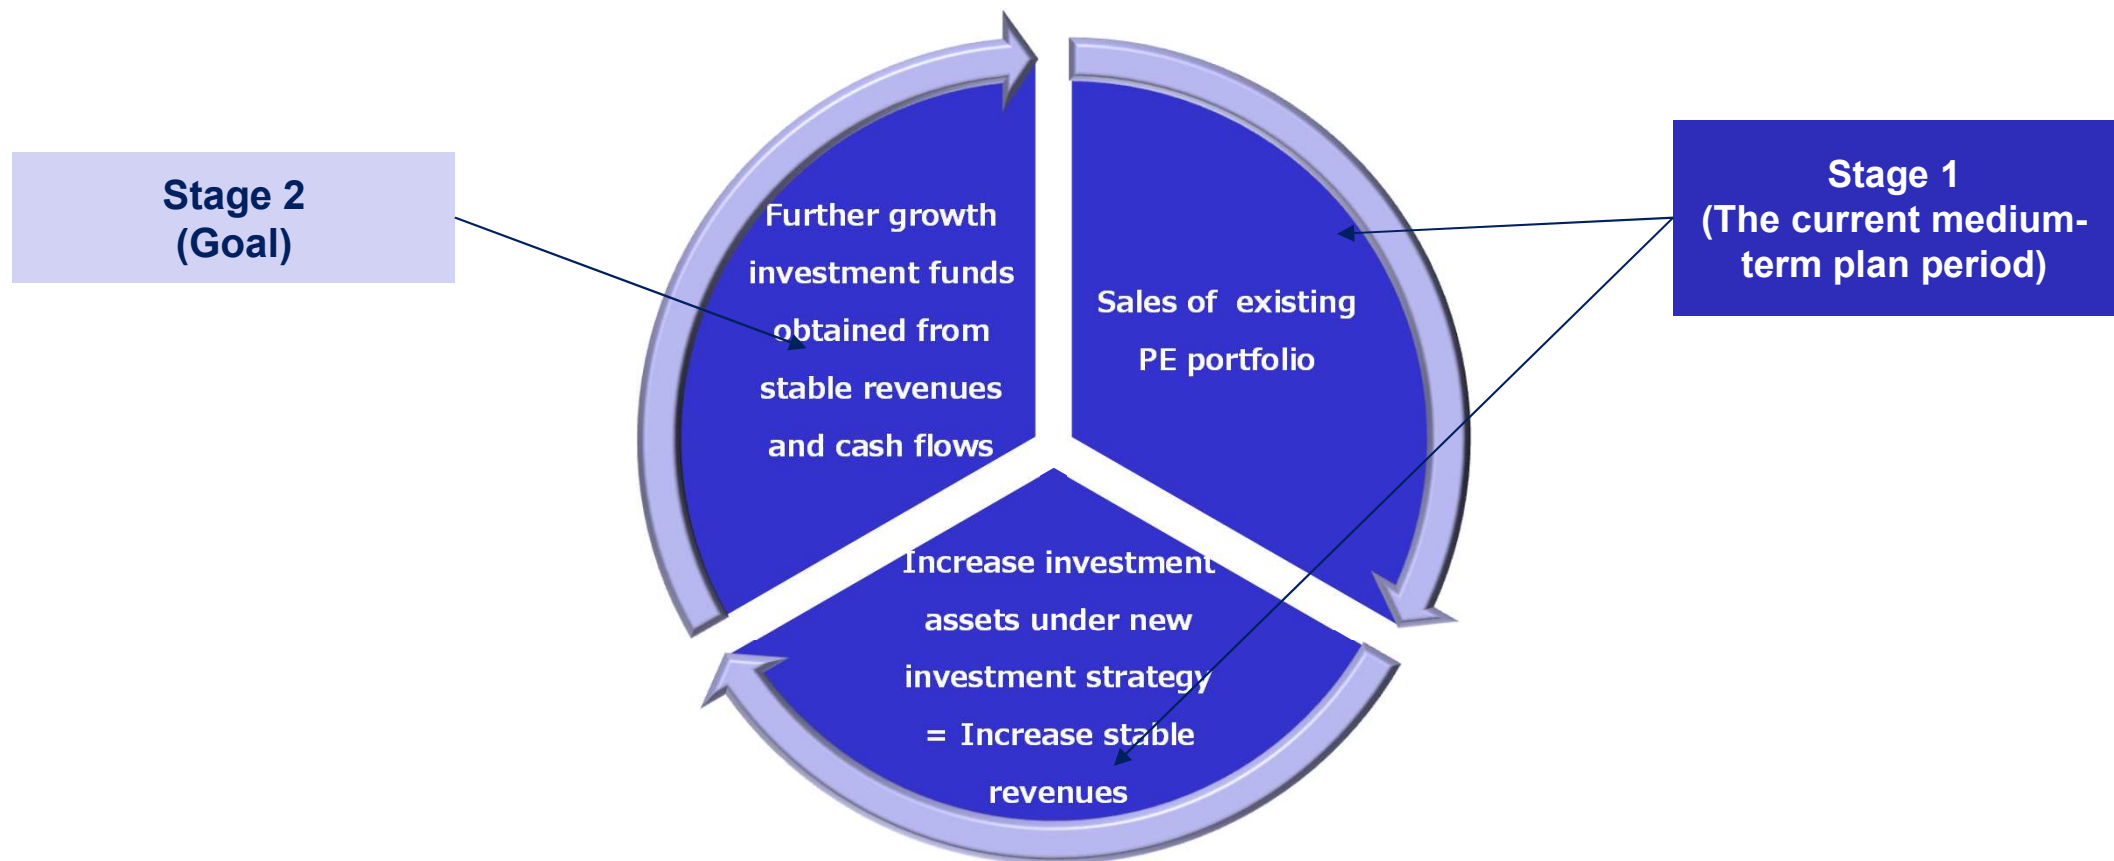 Stage 2
(Goal)
Further growth
investment funds
obtained from
stable revenues
and cash flows
Sales of existing
PE portfolio
Stage 1
(The current medium-
term plan period)
Increase investment
assets under new
investment strategy
= Increase stable
revenues